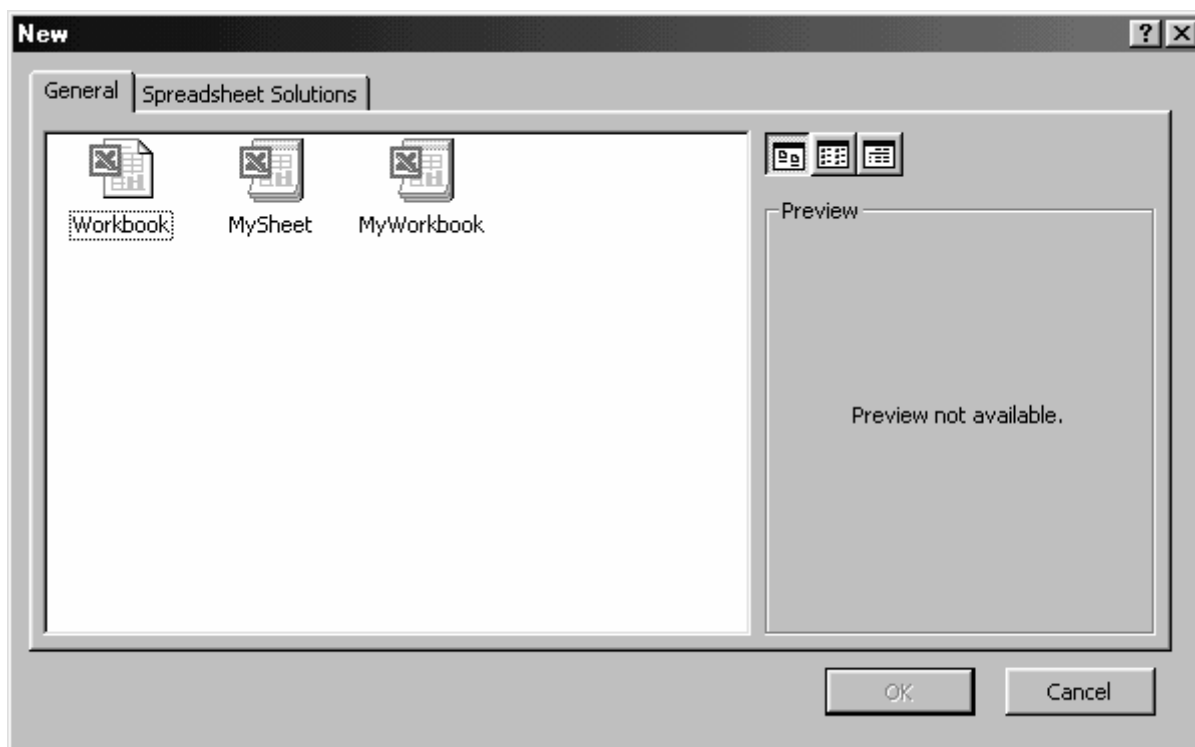 New
General
Spreadsheet Solutions
Workbook
MySheet
MyWorkbook
Preview
Preview not available.
OK
Cancel